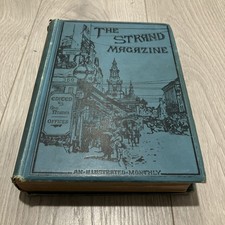 THE
STRAND
MAGAZINE
AN·ILLUSTRATED·MONTHLY